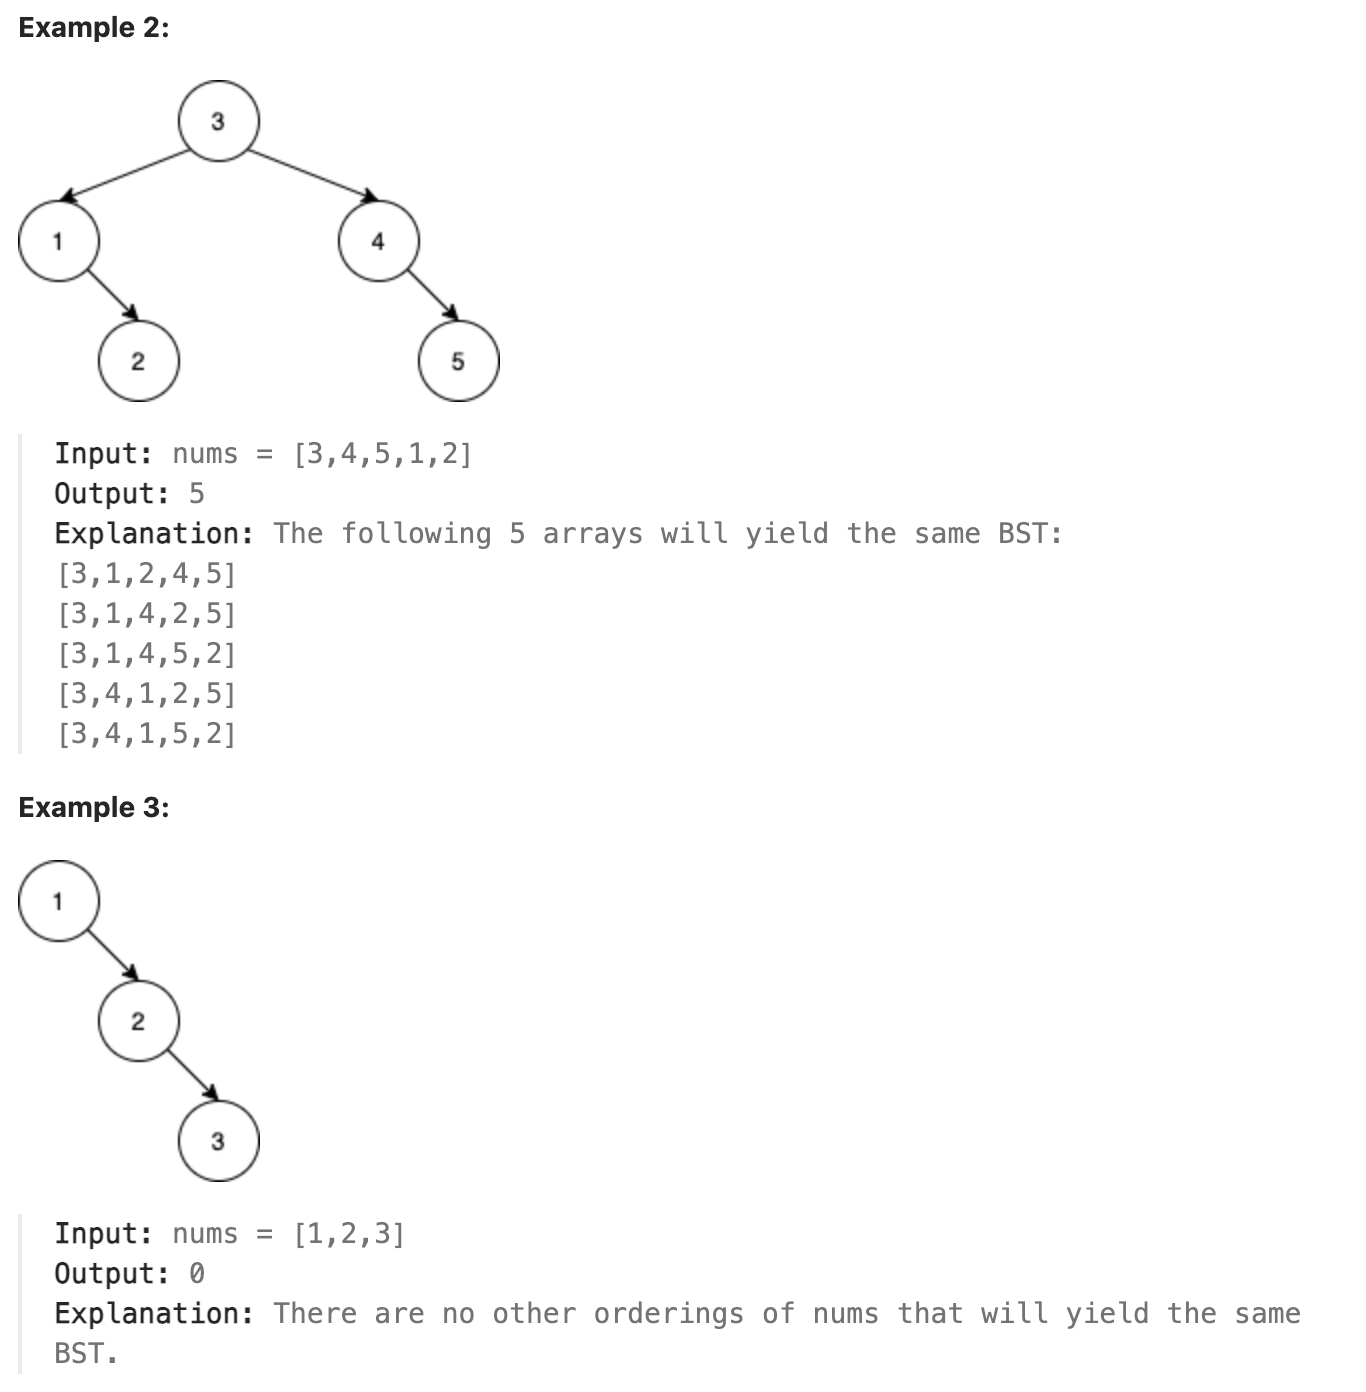 Example 2:
3
1
4
2
5
Input: nums = [3,4,5,1,2]
Output: 5
Explanation: The following 5 arrays will yield the same BST:
[3,1,2,4,5]
[3,1,4,2,5]
[3,1,4,5,2]
[3,4,1,2,5]
[3,4,1,5,2]
Example 3:
1
2
3
Input: nums = [1,2,3]
Output: 0
Explanation: There are no other orderings of nums that will yield the same
BST.